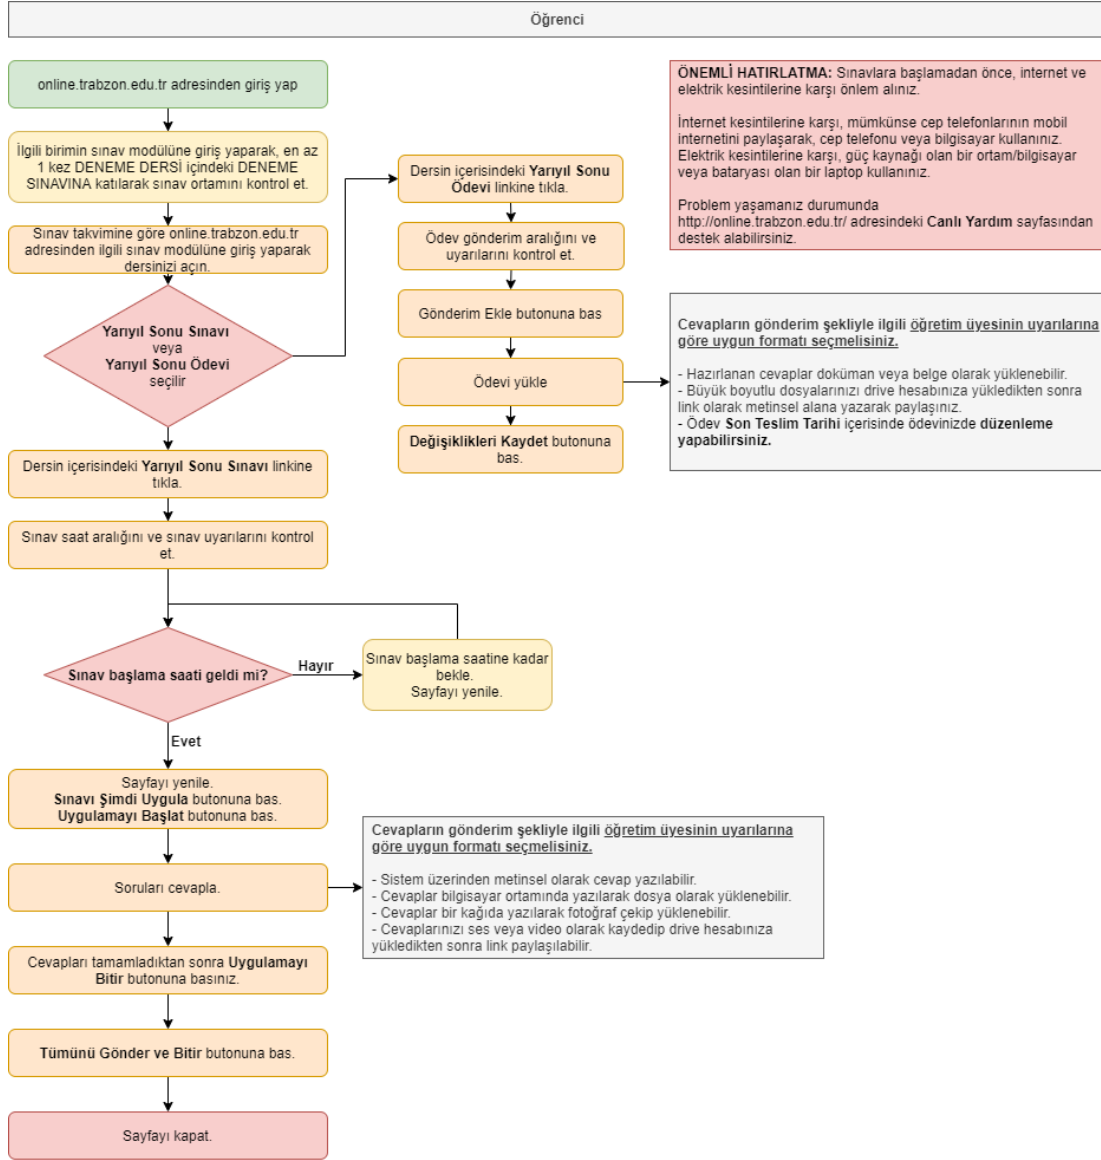 Öğrenci
online.trabzon.edu.tr adresinden giriş yap
İlgili birimin sınav modülüne giriş yaparak, en az
1 kez DENEME DERSİ içindeki DENEME
SINAVINA katılarak sınav ortamını kontrol et.
Sınav takvimine göre online.trabzon.edu.tr
adresinden ilgili sınav modülüne giriş yaparak
dersinizi açın.
Yarıyıl Sonu Sınavı
veya
Yarıyıl Sonu Ödevi
seçilir
Dersin içerisindeki Yarıyıl Sonu
Ödevi linkine tıkla.
Ödev gönderim aralığını ve
uyarılarını kontrol et.
Gönderim Ekle butonuna bas
Ödevi yükle
Değişiklikleri Kaydet butonuna
bas.
ÖNEMLİ HATIRLATMA: Sınavlara başlamadan önce, internet ve
elektrik kesintilerine karşı önlem alınız.
İnternet kesintilerine karşı, mümkünse cep telefonlarının mobil
internetini paylaşarak, cep telefonu veya bilgisayar kullanınız.
Elektrik kesintilerine karşı, güç kaynağı olan bir ortam/bilgisayar
veya bataryası olan bir laptop kullanınız.
Problem yaşamanız durumunda
http://online.trabzon.edu.tr/ adresindeki Canlı Yardım sayfasından
destek alabilirsiniz.
Cevapların gönderim şekliyle ilgili öğretim üyesinin uyarılarına
göre uygun formatı seçmelisiniz.
- Hazırlanan cevaplar doküman veya belge olarak yüklenebilir.
- Büyük boyutlu dosyalarınızı drive hesabınıza yükledikten sonra
link olarak metinsel alana yazarak paylaşınız.
- Ödev Son Teslim Tarihi içerisinde ödevinizde düzenleme
yapabilirsiniz.
Dersin içerisindeki Yarıyıl Sonu Sınavı linkine
tıkla.
Sınav saat aralığını ve sınav uyarılarını kontrol
et.
Sınav başlama saati geldi mi?
Hayır
Sınav başlama saatine kadar
bekle.
Sayfayı yenile.
Evet
Sayfayı yenile.
Sınavı Şimdi Uygula butonuna bas.
Uygulamayı Başlat butonuna bas.
Soruları cevapla.
Cevapların gönderim şekliyle ilgili öğretim üyesinin uyarılarına
göre uygun formatı seçmelisiniz.
- Sistem üzerinden metinsel olarak cevap yazılabilir.
- Cevaplar bilgisayar ortamında yazılarak dosya olarak yüklenebilir.
- Cevaplar bir kağıda yazılarak fotoğraf çekip yüklenebilir.
- Cevaplarınızı ses veya video olarak kaydedip drive hesabınıza
yükledikten sonra link paylaşılabilir.
Cevapları tamamladıktan sonra Uygulamayı
Bitir butonuna basınız.
Tümünü Gönder ve Bitir butonuna bas.
Sayfayı kapat.